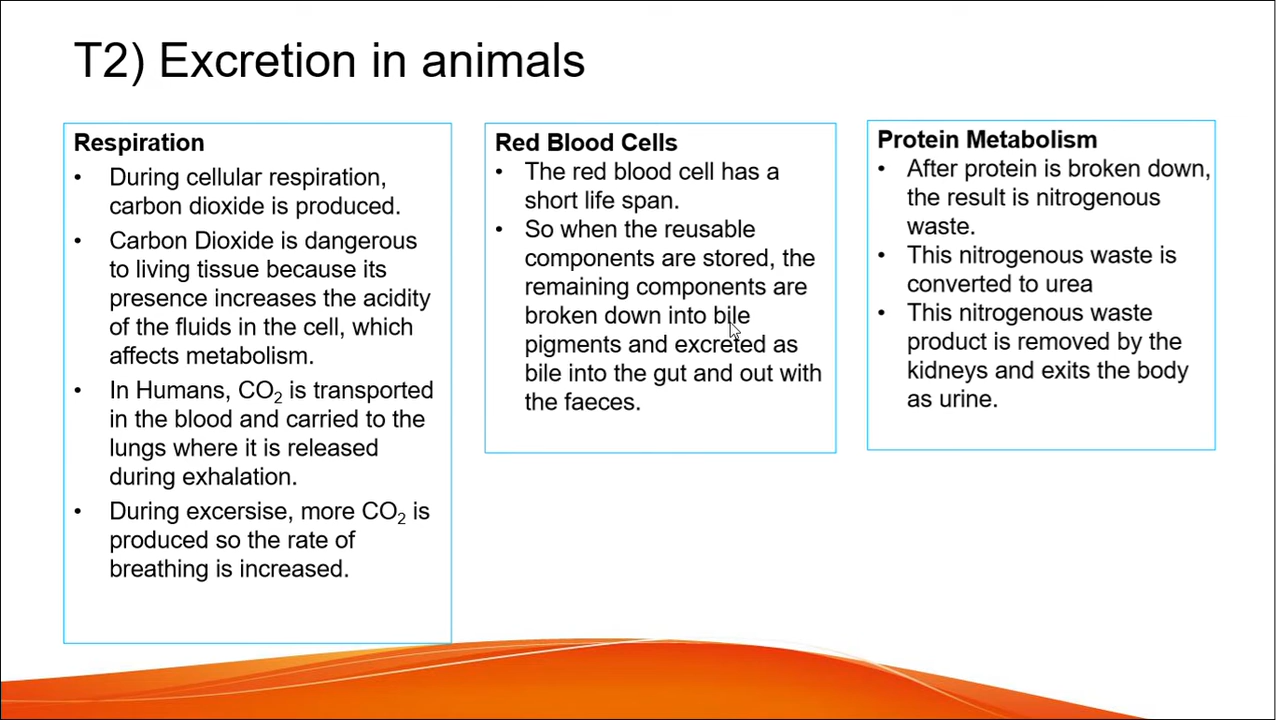 T2) Excretion in animals
Respiration
• During cellular respiration,
carbon dioxide is produced.
• Carbon Dioxide is dangerous
to living tissue because its
presence increases the acidity
of the fluids in the cell, which
affects metabolism.
• In Humans, CO₂ is transported
in the blood and carried to the
lungs where it is released
during exhalation.
• During excersise, more CO₂ is
produced so the rate of
breathing is increased.
Red Blood Cells
• The red blood cell has a
short life span.
• So when the reusable
components are stored, the
remaining components are
broken down into bile
pigments and excreted as
bile into the gut and out with
the faeces.
Protein Metabolism
• After protein is broken down,
the result is nitrogenous
waste.
• This nitrogenous waste is
converted to urea
• This nitrogenous waste
product is removed by the
kidneys and exits the body
as urine.